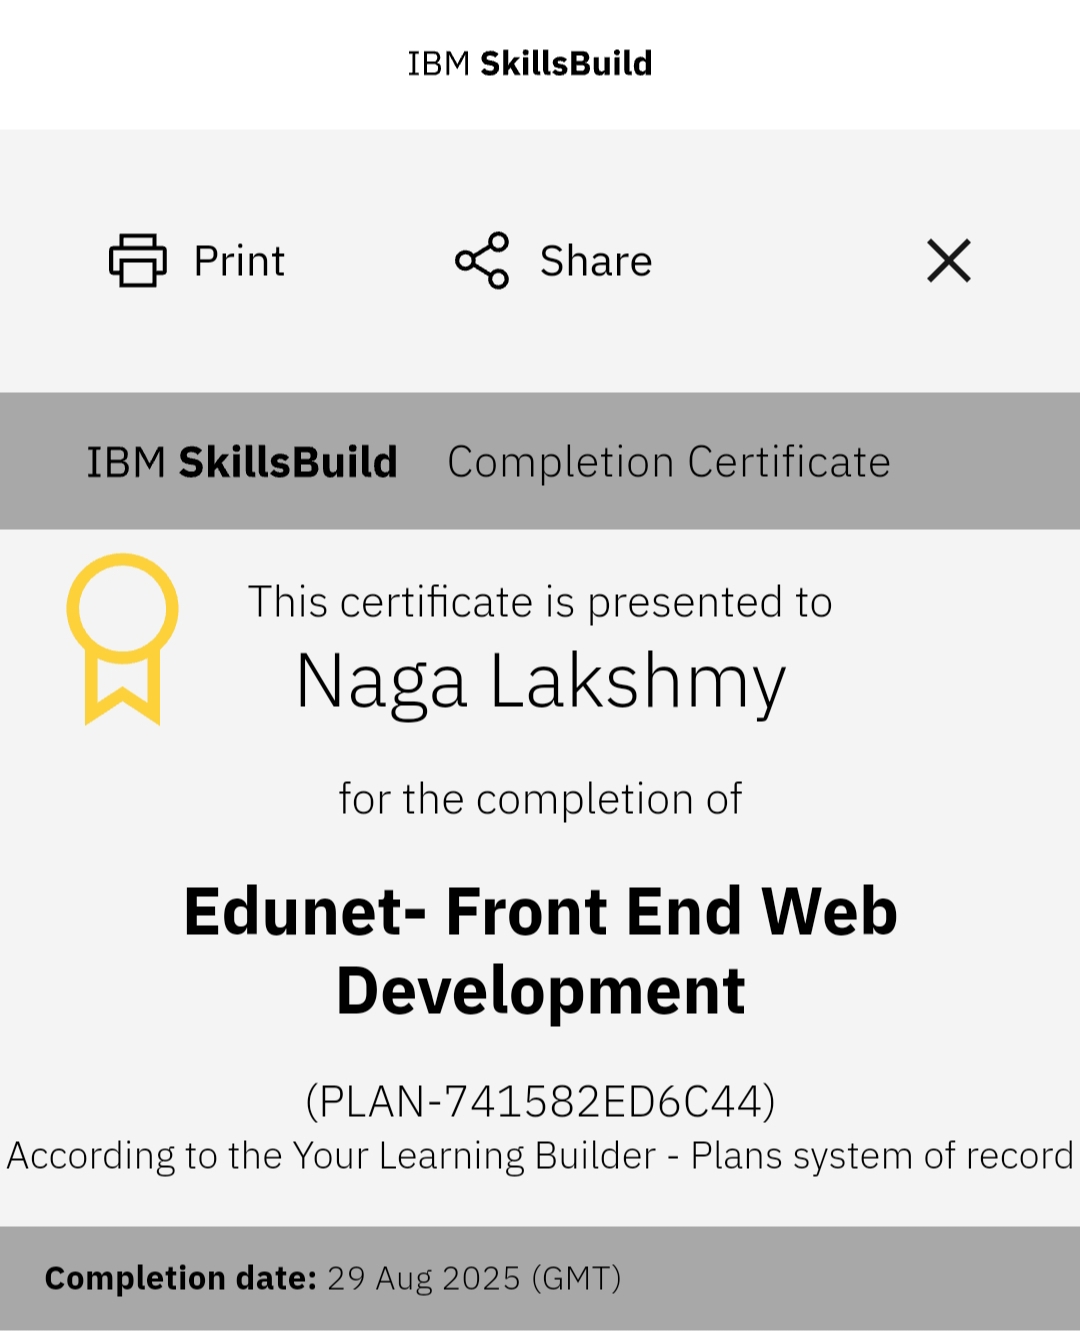 IBM SkillsBuild
Print
Share
IBM SkillsBuild Completion Certificate
This certificate is presented to
Naga Lakshmy
for the completion of
Edunet- Front End Web
Development
(PLAN-741582ED6C44)
According to the Your Learning Builder - Plans system of record
Completion date: 29 Aug 2025 (GMT)